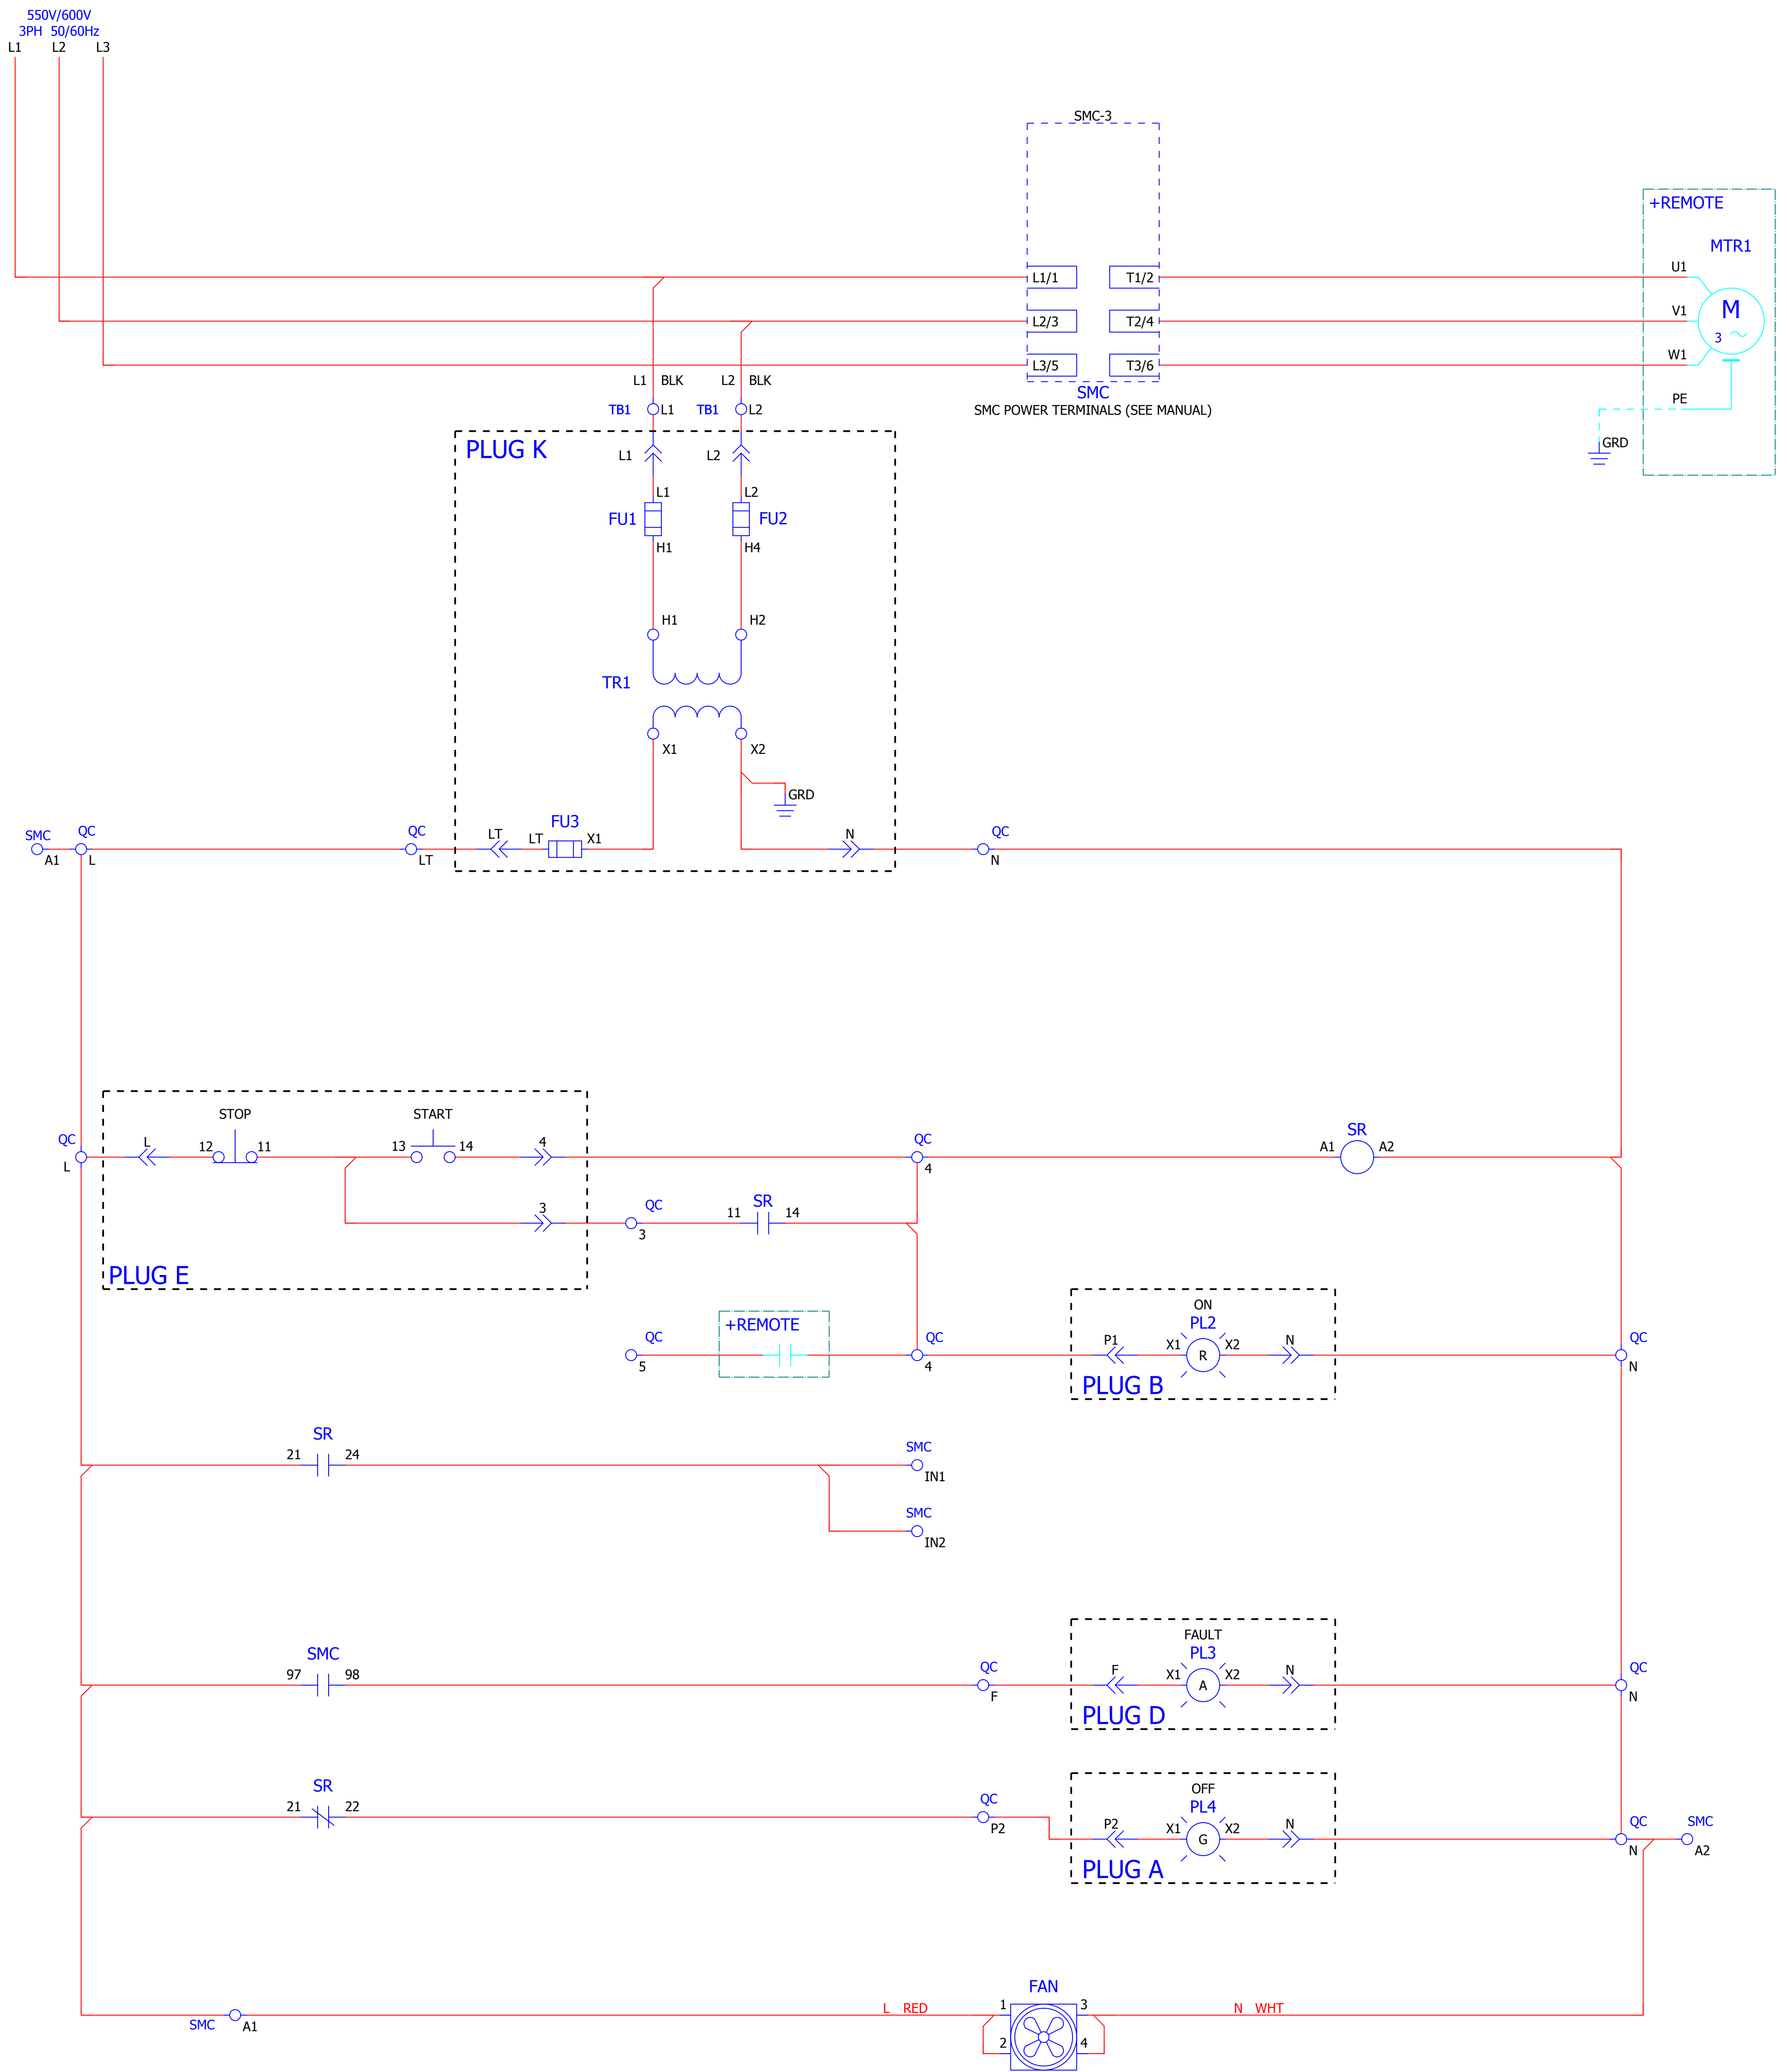 550V/600V
3PH 50/60Hz
L1 L2 L3
SMC-3
+REMOTE
MTR1
U1
L1/1 T1/2
M
3
V1
L2/3 T2/4
W1
L3/5 T3/6
SMC
SMC POWER TERMINALS (SEE MANUAL)
PE
GRD
L1 BLK L2 BLK
TB1 L1 TB1 L2
PLUG K
L1 L2
L1 L2
FU1 FU2
H1 H4
H1 H2
TR1
X1 X2
GRD
FU3
SMC QC QC LT LT X1 N QC
A1 L LT N
STOP START
QC L 12 11 13 14 4 QC SR
L 4 A1 A2
3 QC 11 SR 14
3
PLUG E
ON
+REMOTE PL2
QC QC P1 X1 X2 N QC
R
5 4 N
PLUG B
SR
21 24 SMC
IN1
SMC
IN2
FAULT
SMC PL3
97 98 QC F X1 X2 N QC
A
F N
PLUG D
OFF
SR PL4
21 22 QC P2 X1 X2 N QC SMC
G
P2 N A2
PLUG A
FAN
L RED 1 3 N WHT
SMC A1
2 4